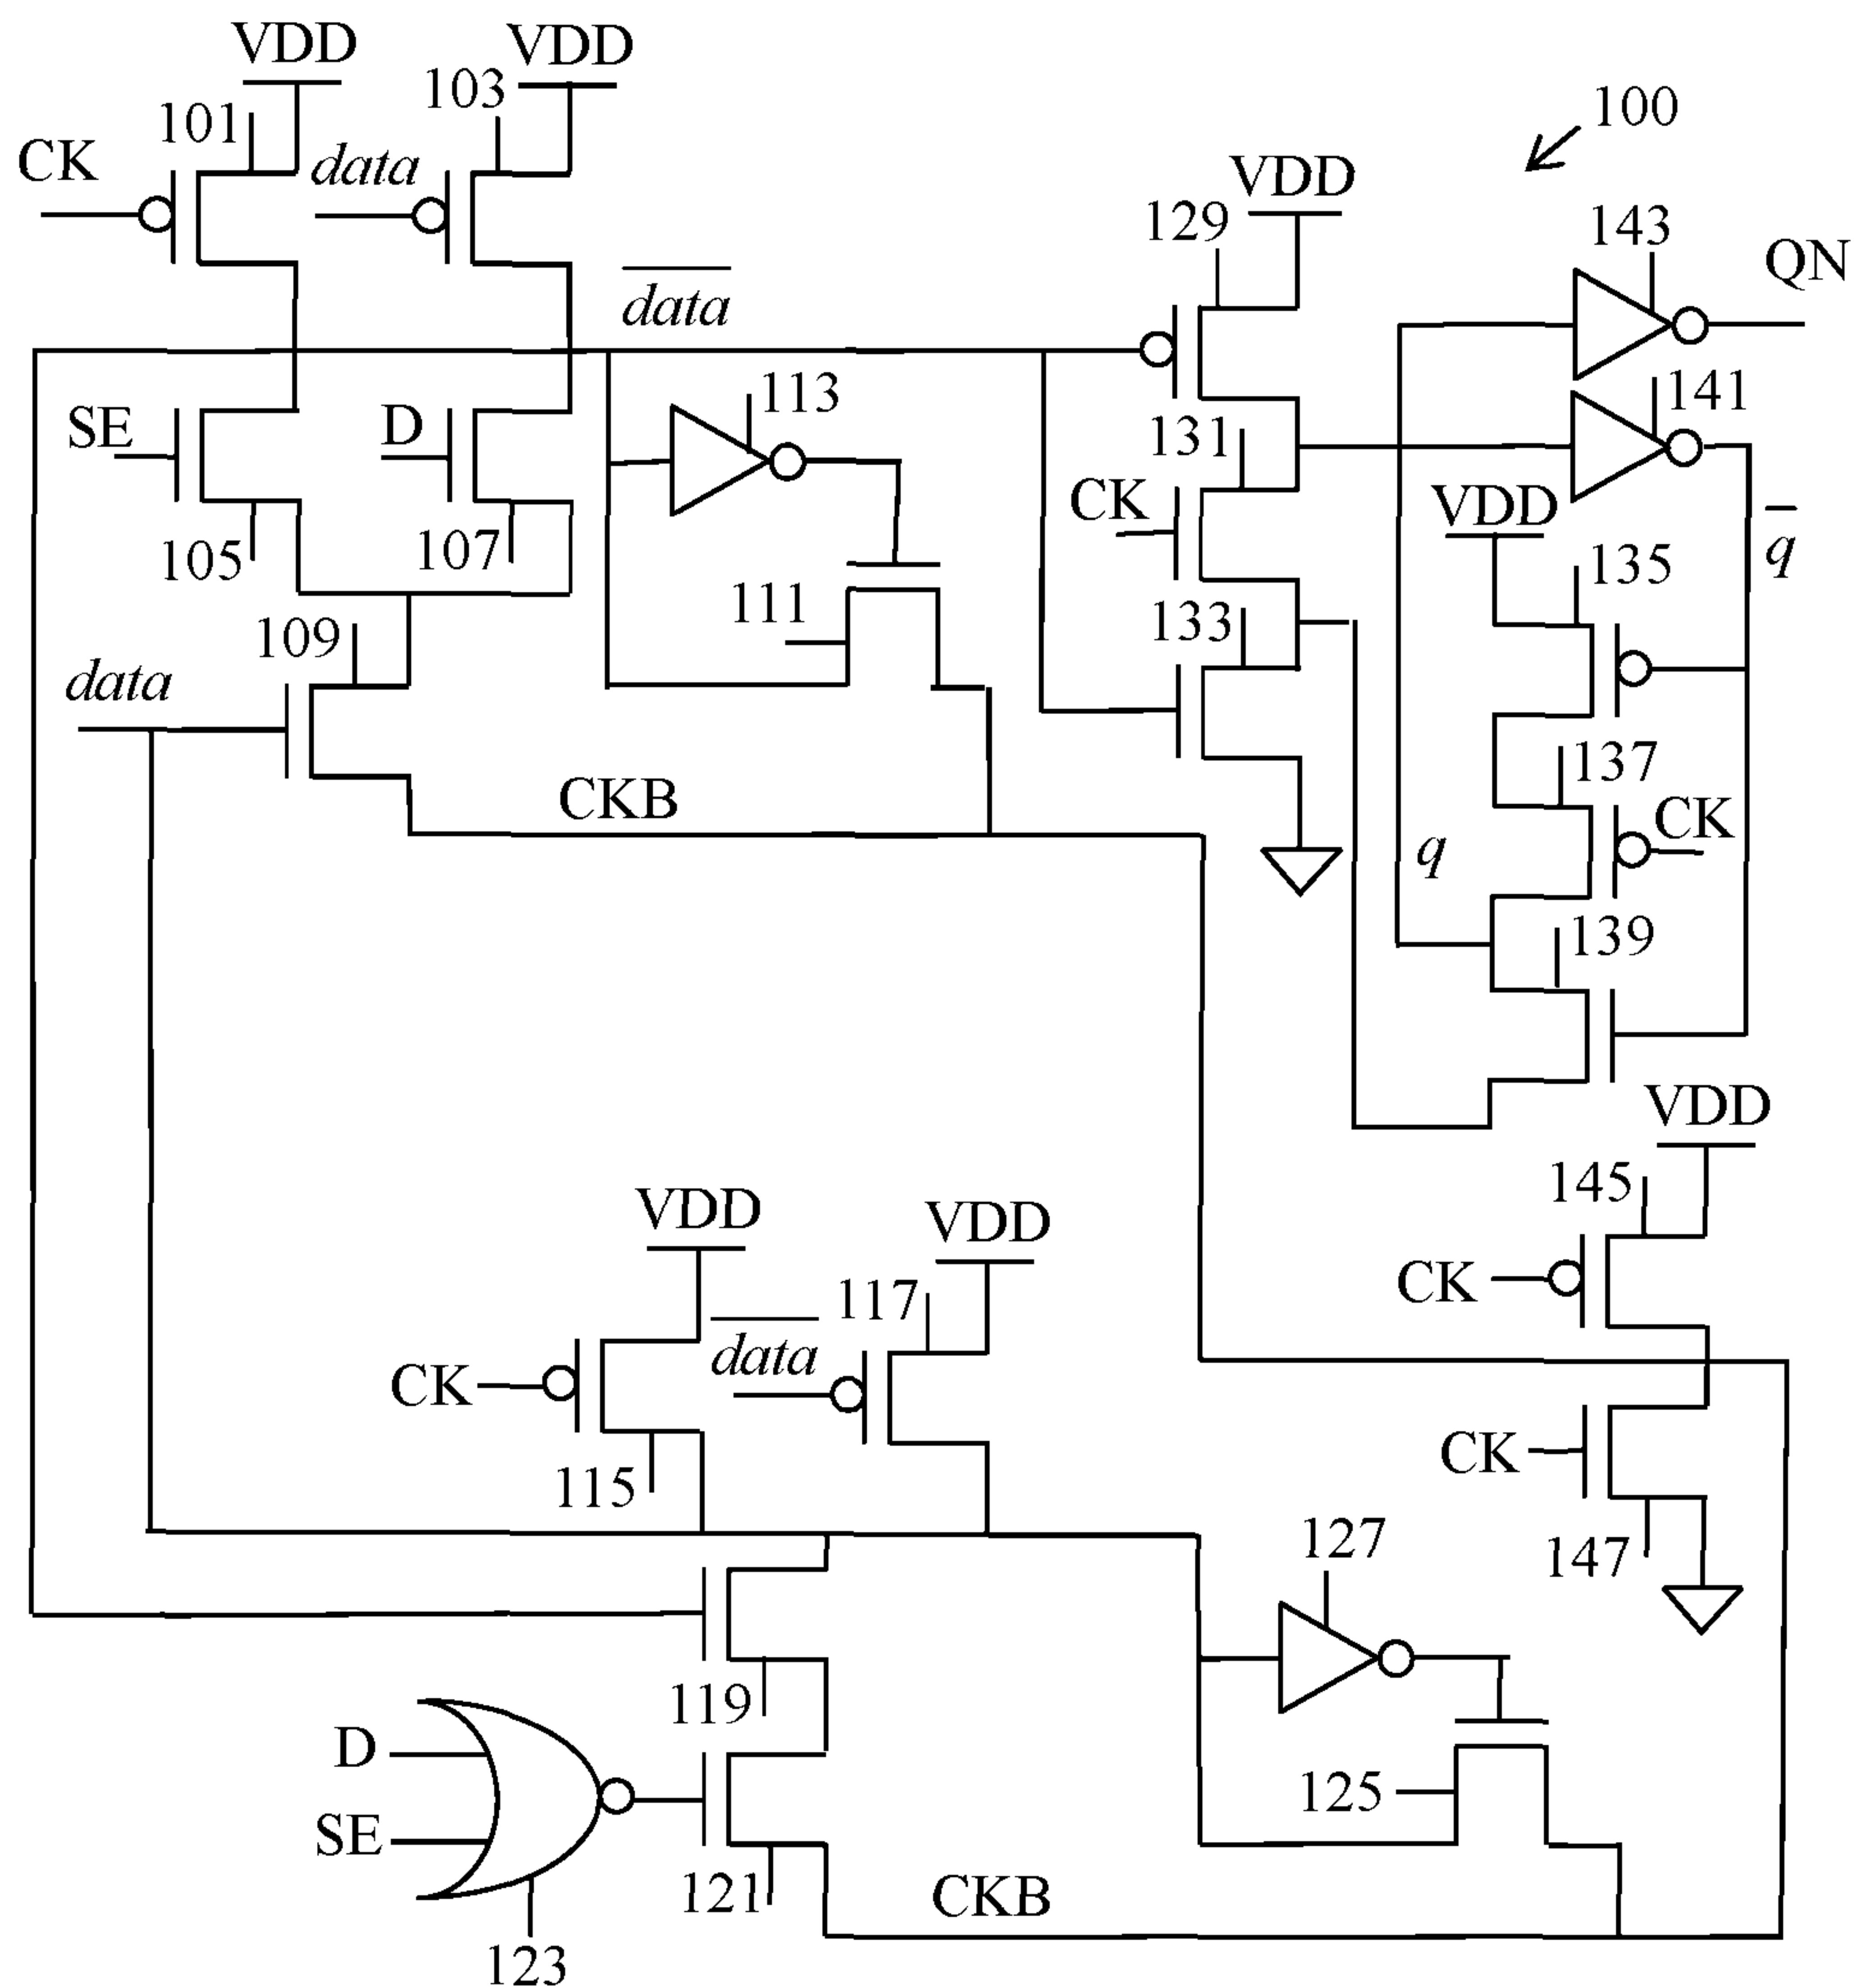 VDD
VDD
101
103
CK
data
100
VDD
129
143
QN
data
SE
D
113
131
141
CK
VDD
q
105
107
111
135
109
133
data
137
CKB
CK
q
139
VDD
145
VDD
VDD
117
CK
data
CK
CK
115
127
147
119
D
125
SE
121
CKB
123